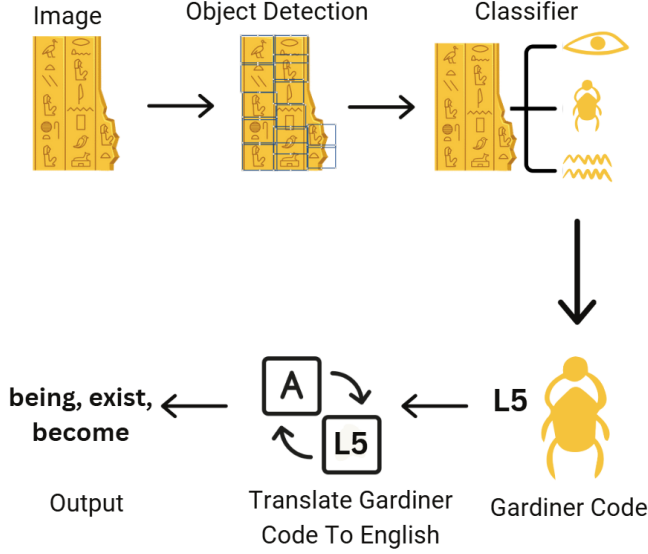 Image
Object Detection
Classifier
L5
Gardiner Code
A
L5
Translate Gardiner
Code To English
being, exist,
become
Output